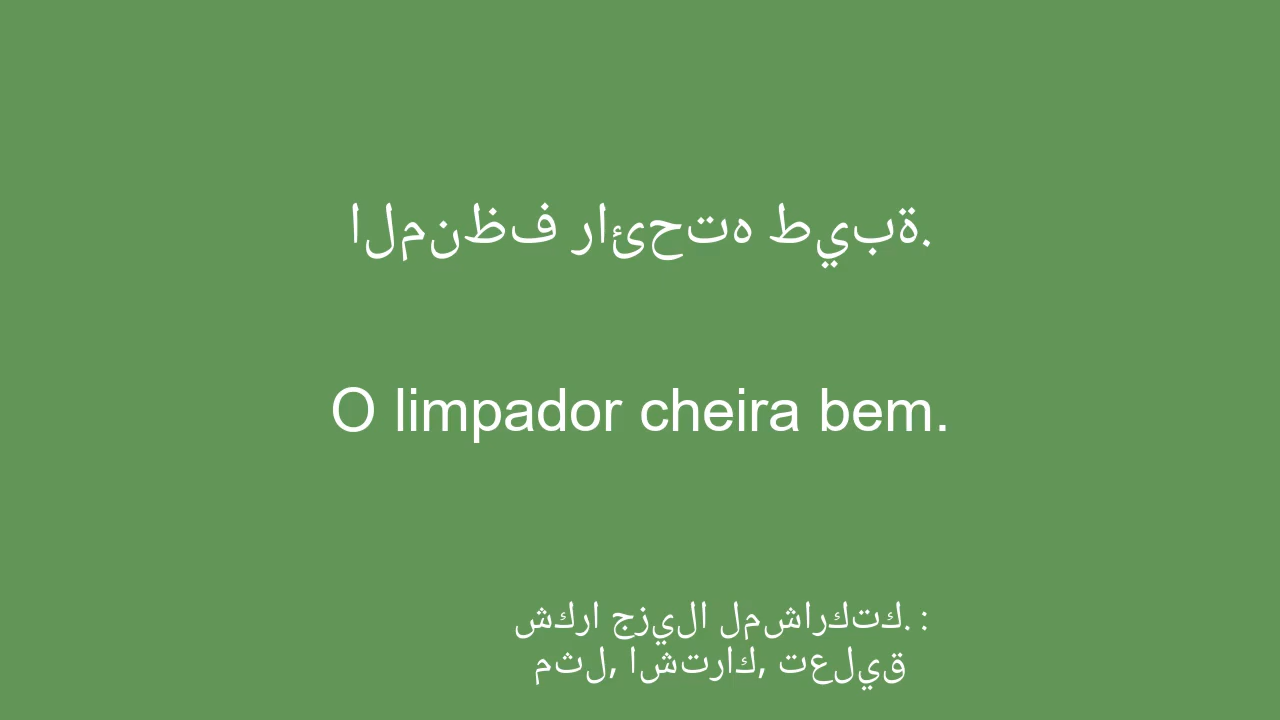 المنظف رائحته طيبة.
O limpador cheira bem.
شكرا جزيلا لمشاركتك. :
مثل, اشتراك, تعليق